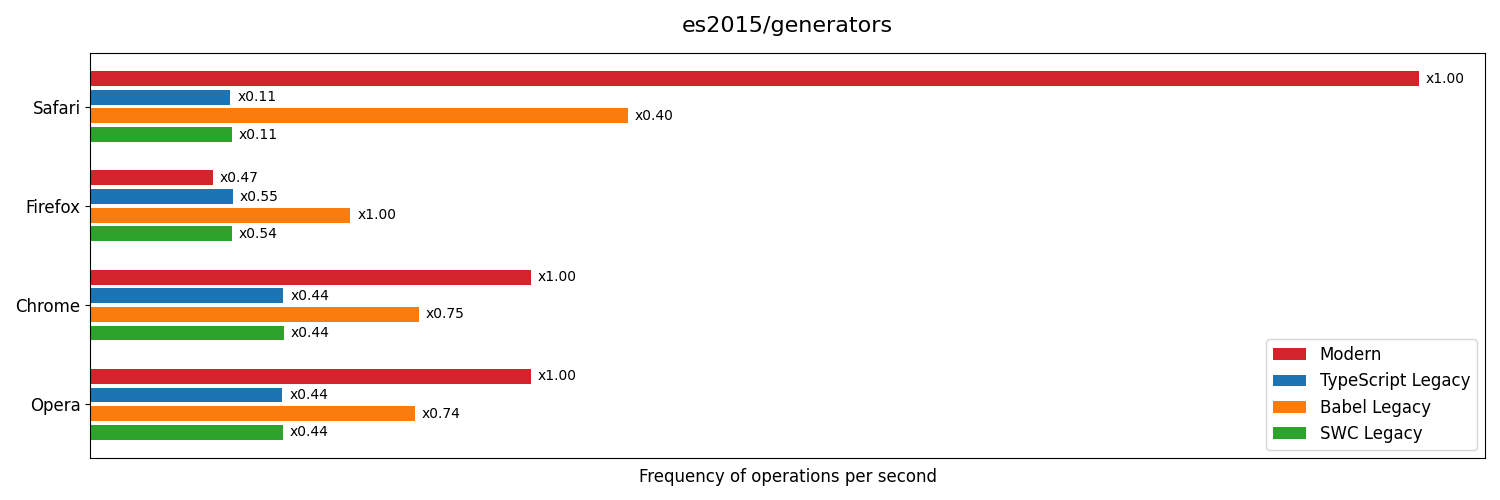 es2015/generators
Safari
x1.00
x0.11
x0.40
x0.11
Firefox
x0.47
x0.55
x1.00
x0.54
Chrome
x1.00
x0.44
x0.75
x0.44
Opera
x1.00
x0.44
x0.74
x0.44
Modern
TypeScript Legacy
Babel Legacy
SWC Legacy
Frequency of operations per second